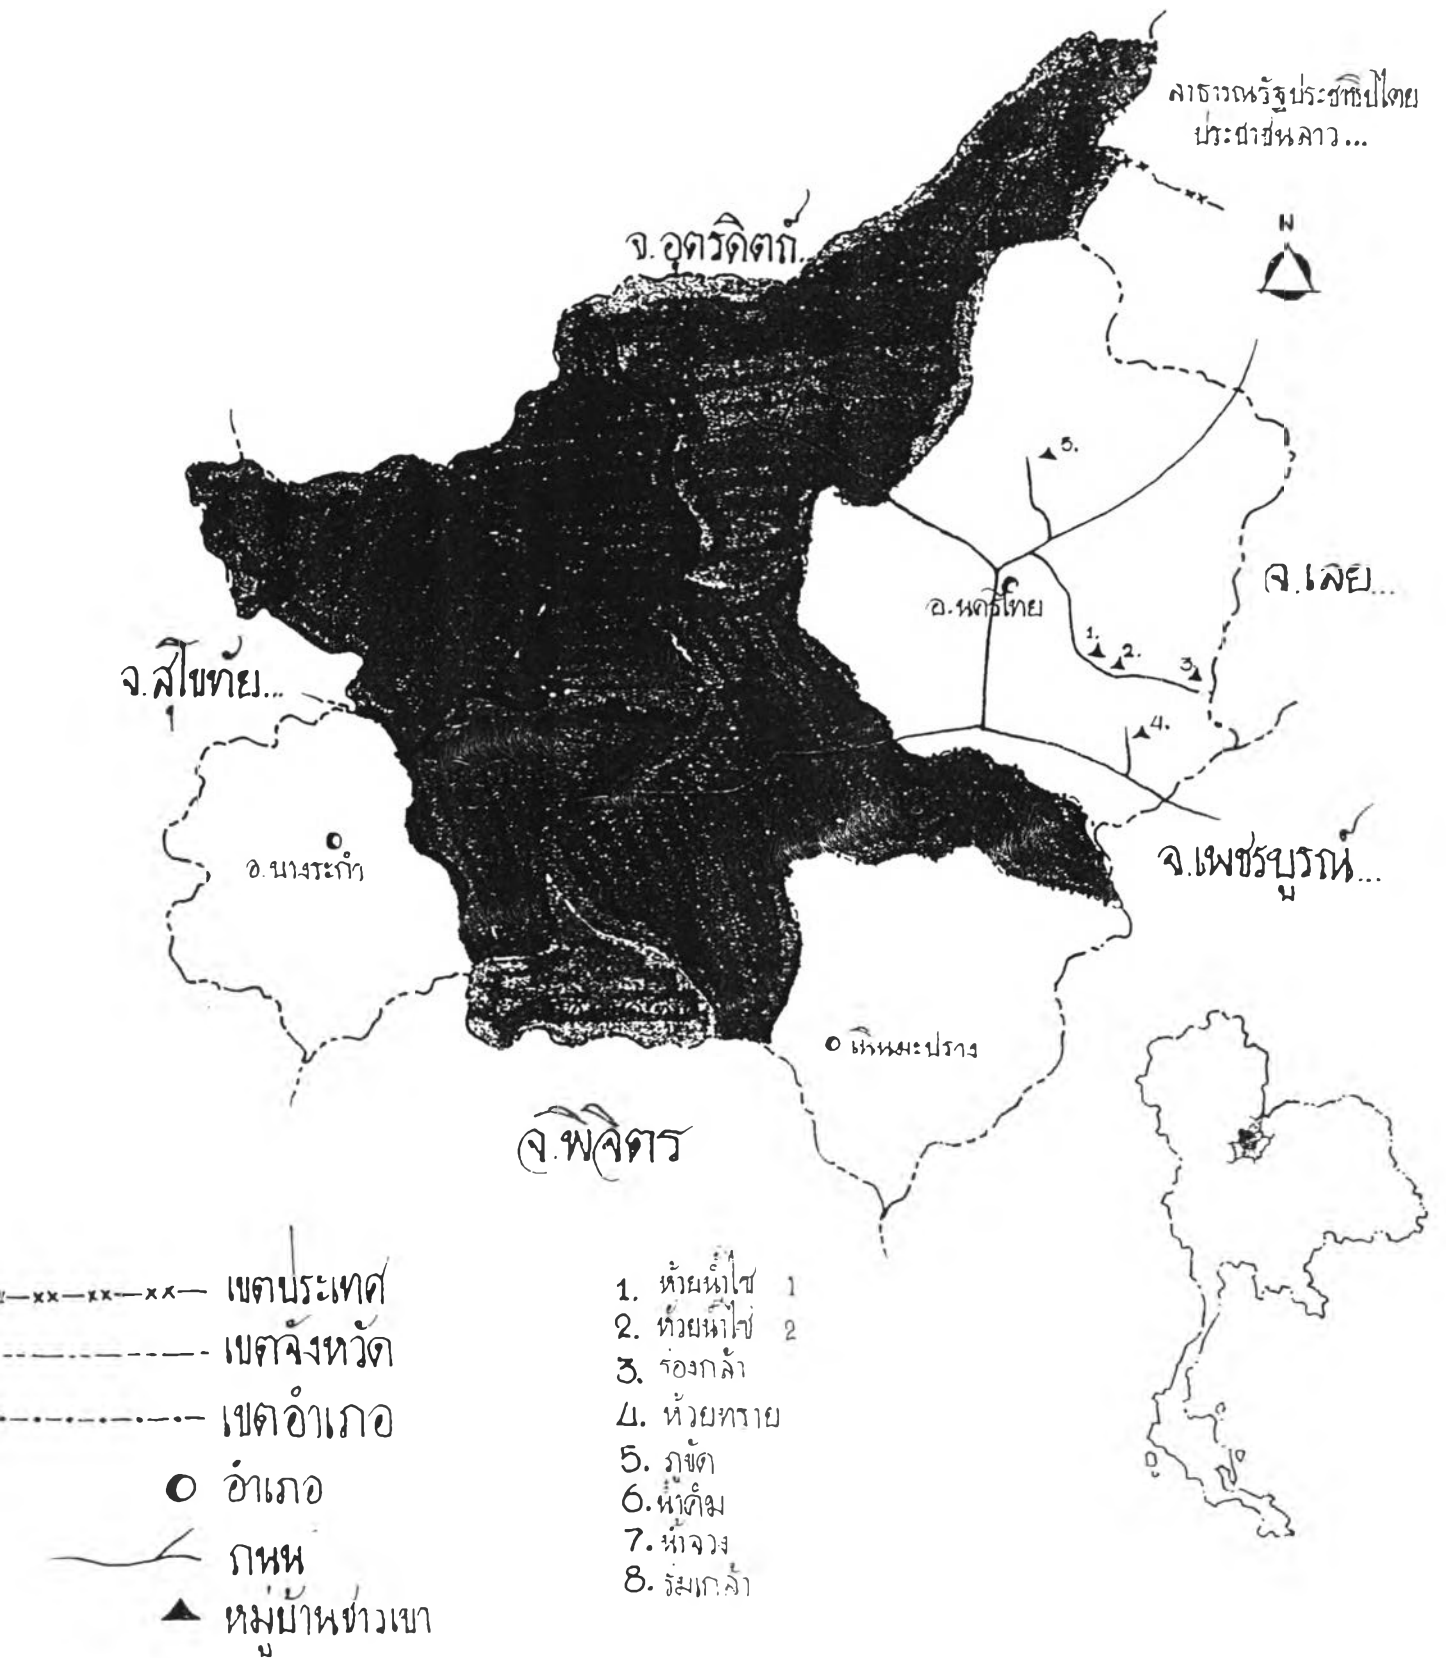 สาธารณรัฐประชาธิปไตย
ประชาชนลาว...
N
จ.อุตรดิตถ์...
5.
จ.เลย...
อ.นครไทย
1.
2.
3
จ.สุโขทัย...
4.
อ.บางระกำ
จ.เพชรบูรณ์...
เนินมะปราง
จ.พิจิตร
เขตประเทศ
เขตจังหวัด
เขตอำเภอ
อำเภอ
ถนน
หมู่บ้านชาวเขา
1. ห้วยน้ำไซ 1
2. ห้วยน้ำไซ 2
3. ร่องกล้า
4. ห้วยทราย
5. ภูขัด
6. น้ำคึม
7. น้ำจวง
8. ร่มเกล้า